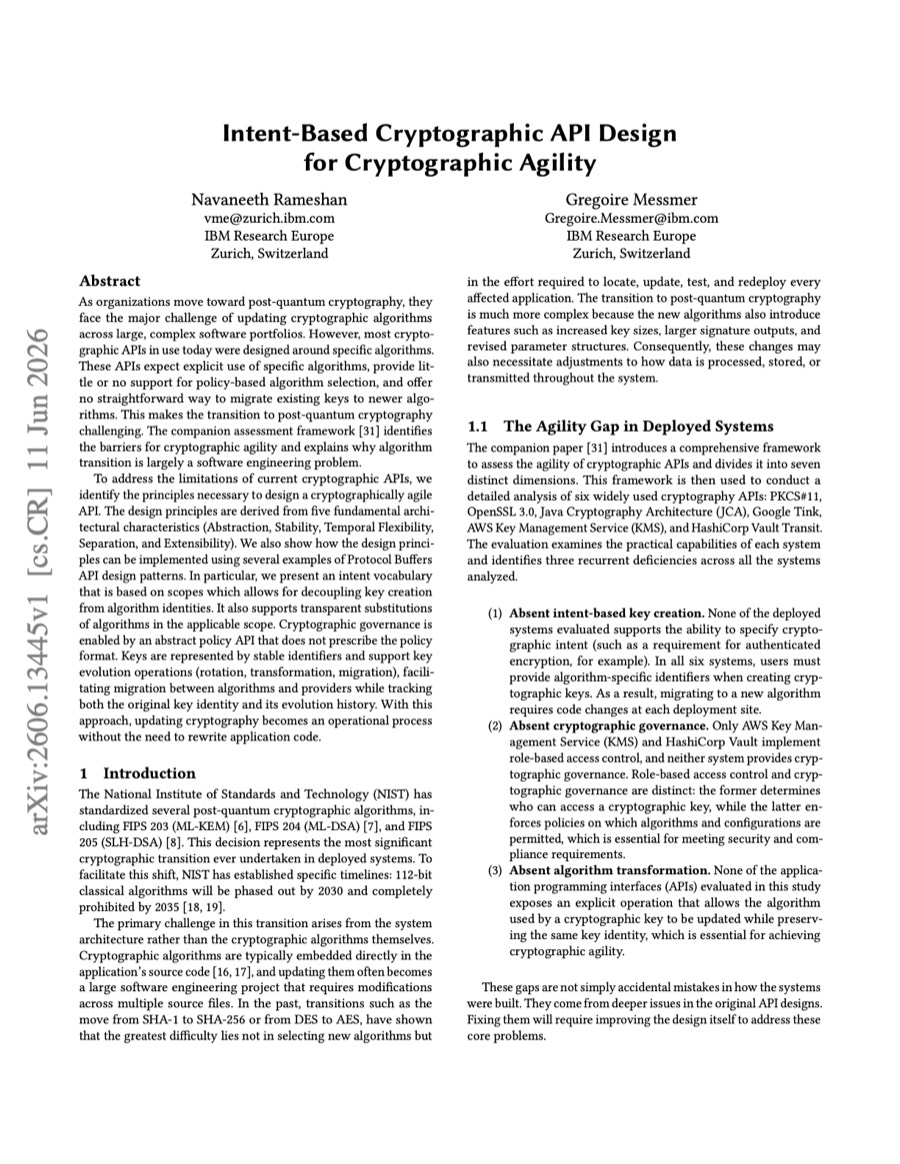 Intent-Based Cryptographic API Design
for Cryptographic Agility
Navaneeth Rameshan
vme@zurich.ibm.com
IBM Research Europe
Zurich, Switzerland
Gregoire Messmer
Gregoire.Messmer@ibm.com
IBM Research Europe
Zurich, Switzerland
arXiv:2606.13445v1 [cs.CR] 11 Jun 2026
Abstract
As organizations move toward post-quantum cryptography, they
face the major challenge of updating cryptographic algorithms
across large, complex software portfolios. However, most crypto-
graphic APIs in use today were designed around specific algorithms.
These APIs expect explicit use of specific algorithms, provide lit-
tle or no support for policy-based algorithm selection, and offer
no straightforward way to migrate existing keys to newer algo-
rithms. This makes the transition to post-quantum cryptography
challenging. The companion assessment framework [31] identifies
the barriers for cryptographic agility and explains why algorithm
transition is largely a software engineering problem.
To address the limitations of current cryptographic APIs, we
identify the principles necessary to design a cryptographically agile
API. The design principles are derived from five fundamental archi-
tectural characteristics (Abstraction, Stability, Temporal Flexibility,
Separation, and Extensibility). We also show how the design princi-
ples can be implemented using several examples of Protocol Buffers
API design patterns. In particular, we present an intent vocabulary
that is based on scopes which allows for decoupling key creation
from algorithm identities. It also supports transparent substitutions
of algorithms in the applicable scope. Cryptographic governance is
enabled by an abstract policy API that does not prescribe the policy
format. Keys are represented by stable identifiers and support key
evolution operations (rotation, transformation, migration), facili-
tating migration between algorithms and providers while tracking
both the original key identity and its evolution history. With this
approach, updating cryptography becomes an operational process
without the need to rewrite application code.
1 Introduction
The National Institute of Standards and Technology (NIST) has
standardized several post-quantum cryptographic algorithms, in-
cluding FIPS 203 (ML-KEM) [6], FIPS 204 (ML-DSA) [7], and FIPS
205 (SLH-DSA) [8]. This decision represents the most significant
cryptographic transition ever undertaken in deployed systems. To
facilitate this shift, NIST has established specific timelines: 112-bit
classical algorithms will be phased out by 2030 and completely
prohibited by 2035 [18, 19].
The primary challenge in this transition arises from the system
architecture rather than the cryptographic algorithms themselves.
Cryptographic algorithms are typically embedded directly in the
application's source code [16, 17], and updating them often becomes
a large software engineering project that requires modifications
across multiple source files. In the past, transitions such as the
move from SHA-1 to SHA-256 or from DES to AES, have shown
that the greatest difficulty lies not in selecting new algorithms but
in the effort required to locate, update, test, and redeploy every
affected application. The transition to post-quantum cryptography
is much more complex because the new algorithms also introduce
features such as increased key sizes, larger signature outputs, and
revised parameter structures. Consequently, these changes may
also necessitate adjustments to how data is processed, stored, or
transmitted throughout the system.
1.1 The Agility Gap in Deployed Systems
The companion paper [31] introduces a comprehensive framework
to assess the agility of cryptographic APIs and divides it into seven
distinct dimensions. This framework is then used to conduct a
detailed analysis of six widely used cryptography APIs: PKCS#11,
OpenSSL 3.0, Java Cryptography Architecture (JCA), Google Tink,
AWS Key Management Service (KMS), and HashiCorp Vault Transit.
The evaluation examines the practical capabilities of each system
and identifies three recurrent deficiencies across all the systems
analyzed.
(1) Absent intent-based key creation. None of the deployed
systems evaluated supports the ability to specify crypto-
graphic intent (such as a requirement for authenticated
encryption, for example). In all six systems, users must
provide algorithm-specific identifiers when creating cryp-
tographic keys. As a result, migrating to a new algorithm
requires code changes at each deployment site.
(2) Absent cryptographic governance. Only AWS Key Man-
agement Service (KMS) and HashiCorp Vault implement
role-based access control, and neither system provides cryp-
tographic governance. Role-based access control and cryp-
tographic governance are distinct: the former determines
who can access a cryptographic key, while the latter en-
forces policies on which algorithms and configurations are
permitted, which is essential for meeting security and com-
pliance requirements.
(3) Absent algorithm transformation. None of the applica-
tion programming interfaces (APIs) evaluated in this study
exposes an explicit operation that allows the algorithm
used by a cryptographic key to be updated while preserv-
ing the same key identity, which is essential for achieving
cryptographic agility.
These gaps are not simply accidental mistakes in how the systems
were built. They come from deeper issues in the original API designs.
Fixing them will require improving the design itself to address these
core problems.